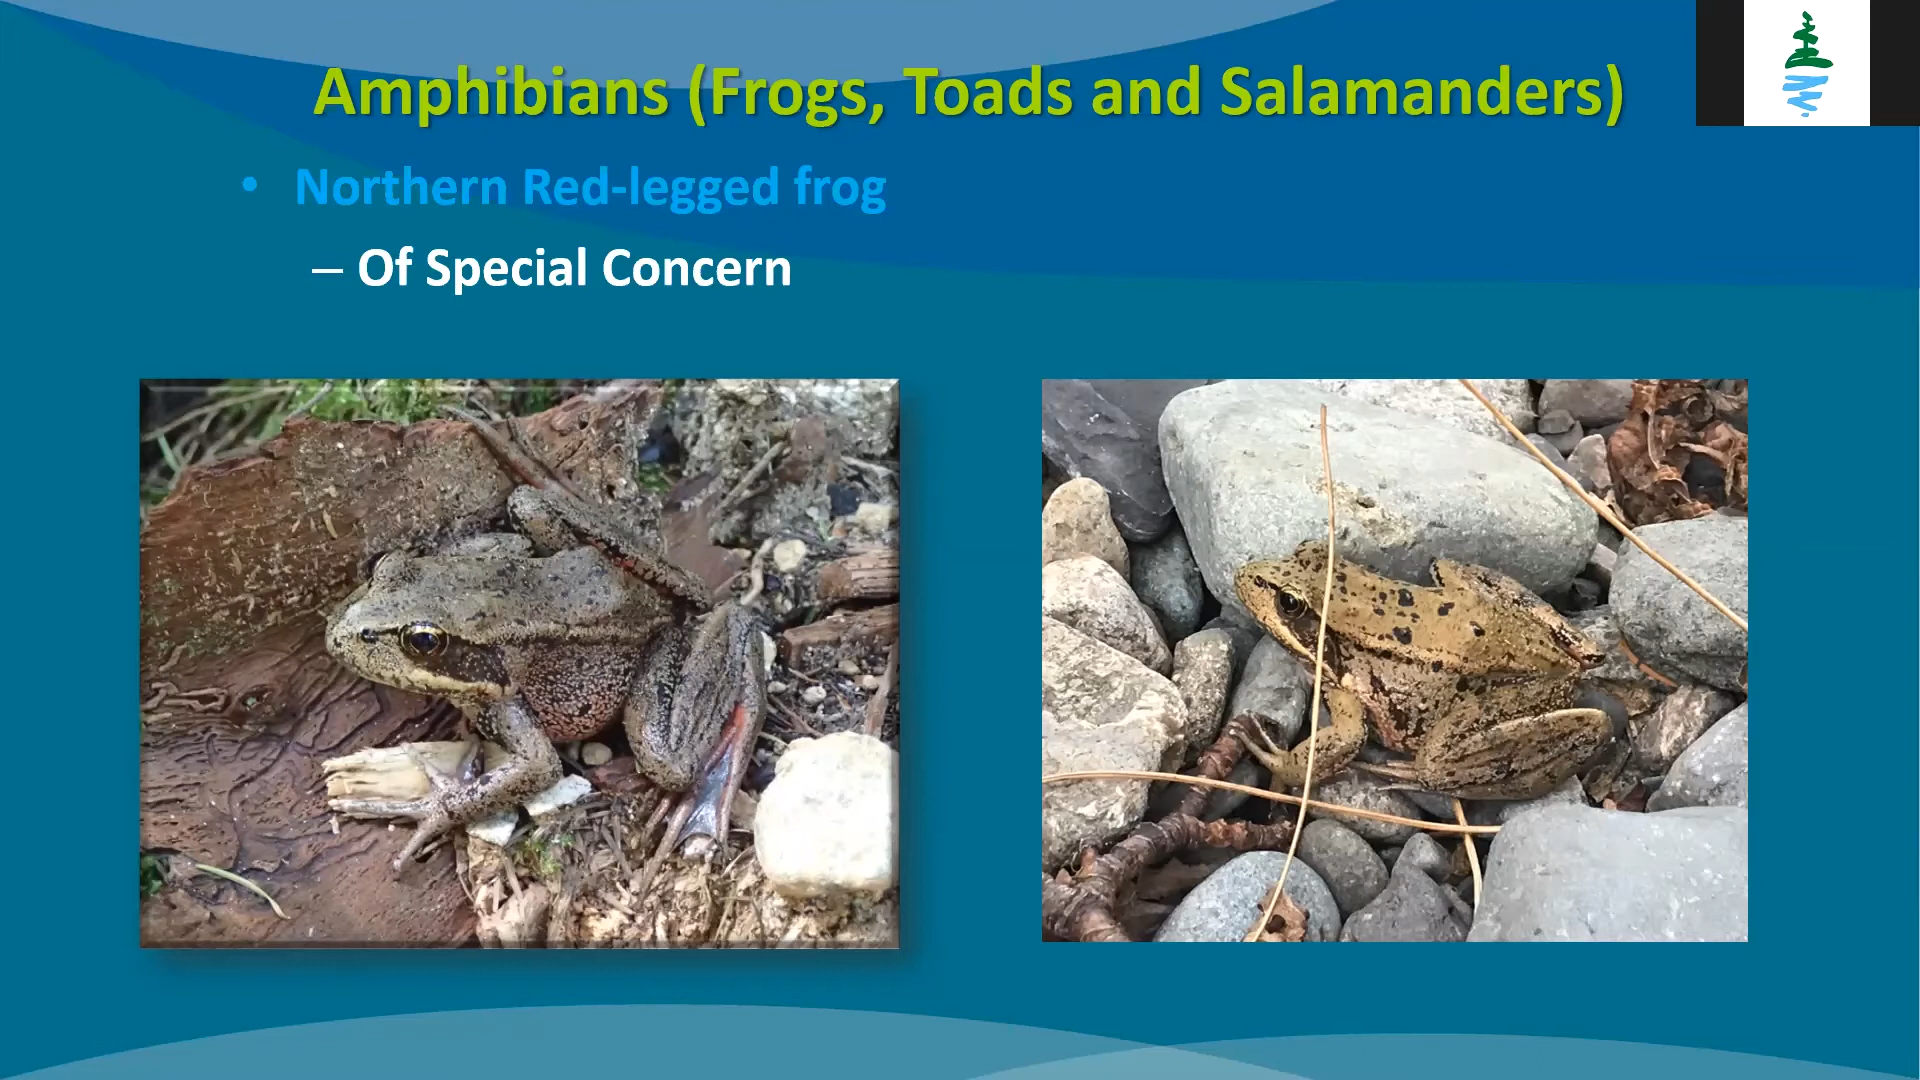 Amphibians (Frogs, Toads and Salamanders)
• Northern Red-legged frog
– Of Special Concern